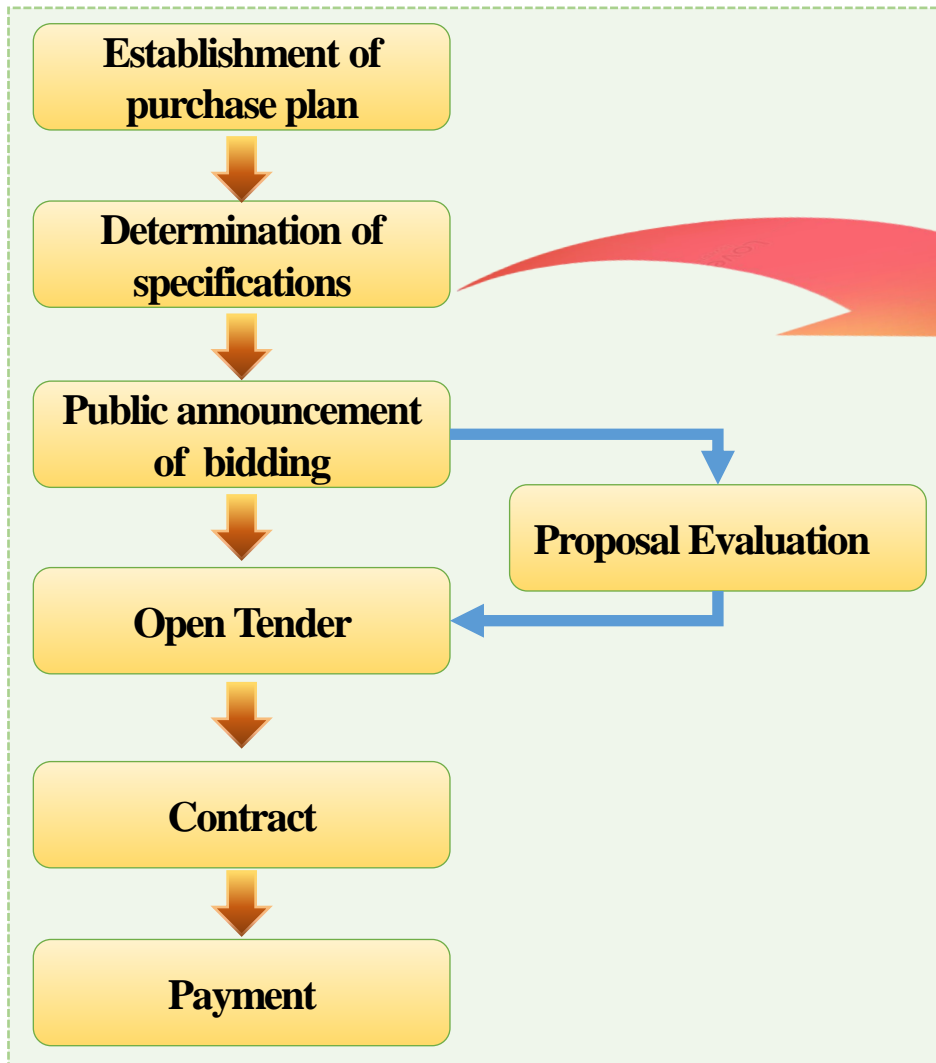 Establishment of
purchase plan
Determination of
specifications
Public announcement
of bidding
Proposal Evaluation
Open Tender
Contract
Payment